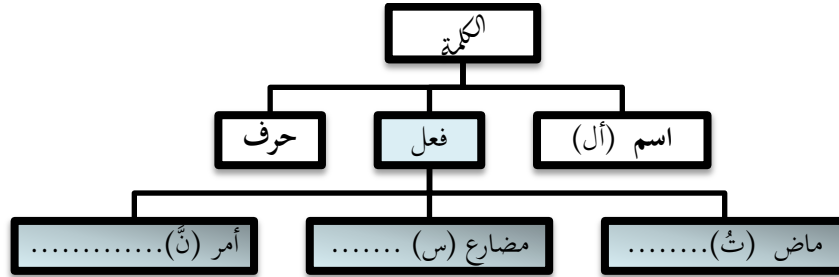 الكلمة
اسم (أل) فعل حرف
ماض (تُ)........ مضارع (س) ....... أمر (نَّ).............